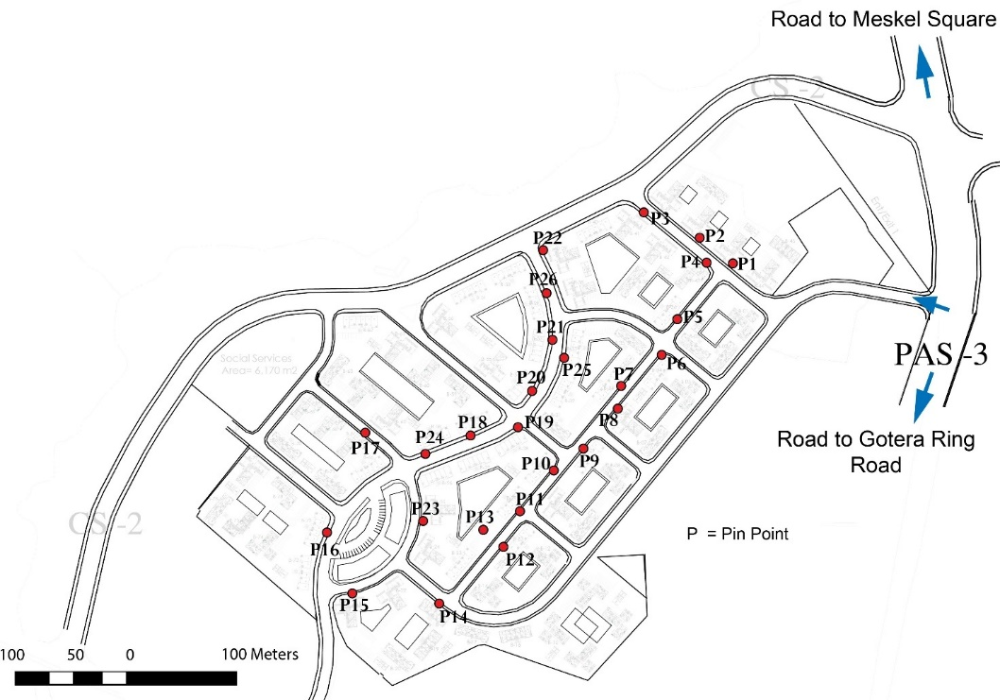 Road to Meskel Square
CS -2
P3
P2
P22
P4
P1
P26
P5
P21
PAS -3
P25
P6
Social Services
Area= 6,170 m2
P20
P7
P8
P18
P19
Road to Gotera Ring
Road
P17
P24
P9
P10
P11
P23
P13
CS -2
P = Pin Point
P16
P12
P15
P14
100 50 0 100 Meters